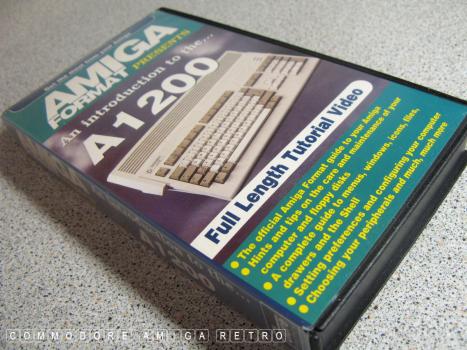 AMIGA
FORMAT PRESENTS
An introduction to the...
A1200
Full Length Tutorial Video
• The official Amiga Format guide to your Amiga
• Hints and tips on the care and maintenance of your
computer and floppy disks
• A complete guide to menus, windows, icons, files,
drawers and the Shell
• Setting preferences and configuring your computer
• Choosing your peripherals and much, much more
1200
COMMODORE AMIGA RETRO